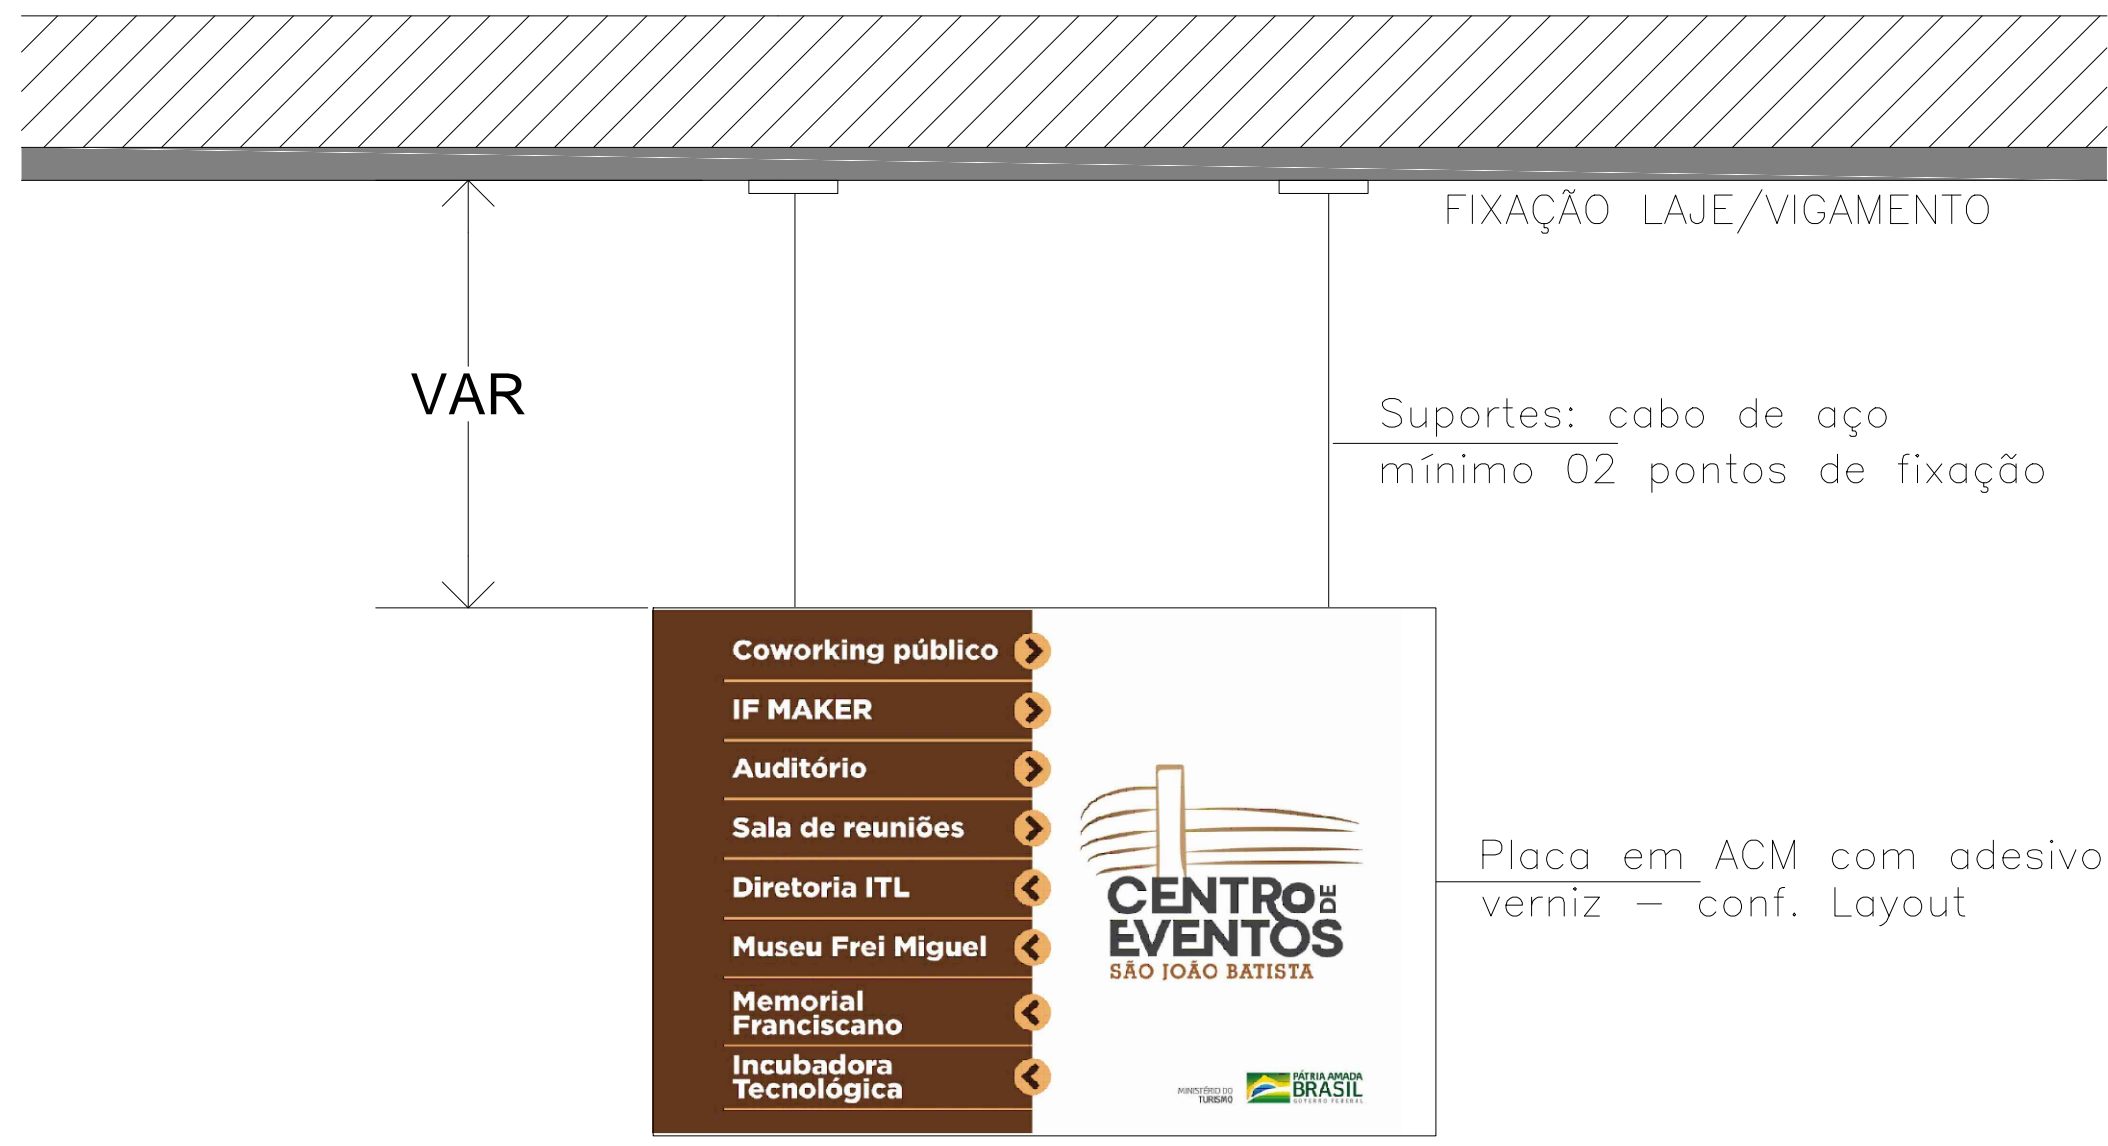 FIXAÇÃO LAJE/VIGAMENTO
VAR
Suportes: cabo de aço
mínimo 02 pontos de fixação
Coworking público
IF MAKER
Auditório
Sala de reuniões
Diretoria ITL
Museu Frei Miguel
Memorial
Franciscano
Incubadora
Tecnológica
CENTRO DE
EVENTOS
SÃO JOÃO BATISTA
MINISTÉRIO DO
TURISMO
PÁTRIA AMADA
BRASIL
GOVERNO FEDERAL
Placa em ACM com adesivo
verniz – conf. Layout